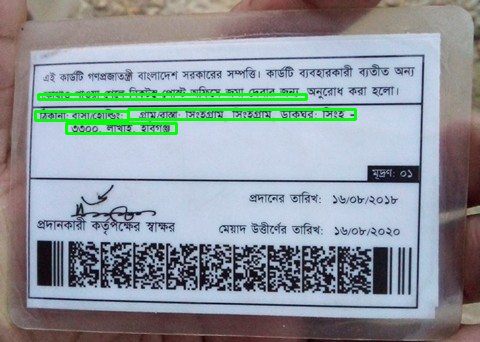 এই কার্ডটি গণপ্রজাতন্ত্রী বাংলাদেশ সরকারের সম্পত্তি। কার্ডটি ব্যবহারকারী ব্যতীত অন্য
কোথাও পাওয়া গেলে নিকটস্থ পোস্ট অফিসে জমা দেবার জন্য অনুরোধ করা হলো।
ঠিকানা: বাসা/হোল্ডিং: গ্রাম/রাস্তা: সিংহগ্রাম, সিংহগ্রাম, ডাকঘর: সিংহ -
৩৩০০, লাখাই, হবিগঞ্জ
মুদ্রণ: ০১
প্রদানের তারিখ: ১৬/০৮/২০১৮
প্রদানকারী কর্তৃপক্ষের স্বাক্ষর
মেয়াদ উত্তীর্ণের তারিখ: ১৬/০৮/২০২০